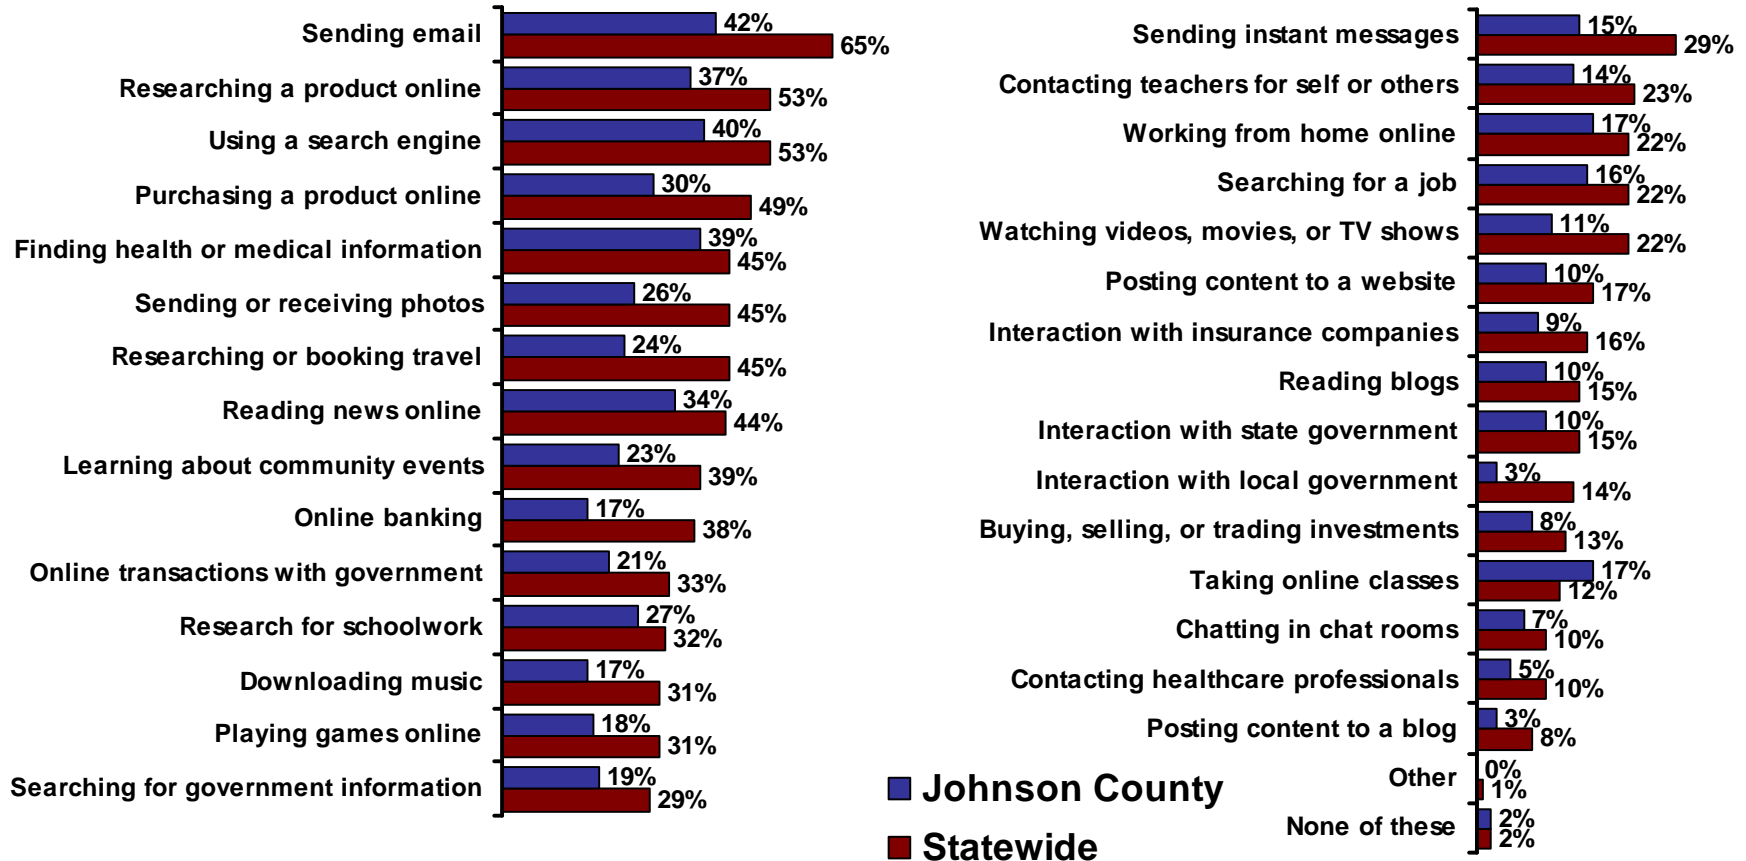 Sending email
42%
65%
Researching a product online
37%
53%
Using a search engine
40%
53%
Purchasing a product online
30%
49%
Finding health or medical information
39%
45%
Sending or receiving photos
26%
45%
Researching or booking travel
24%
45%
Reading news online
34%
44%
Learning about community events
23%
39%
Online banking
17%
38%
Online transactions with government
21%
33%
Research for schoolwork
27%
32%
Downloading music
17%
31%
Playing games online
18%
31%
Searching for government information
19%
29%
Sending instant messages
15%
29%
Contacting teachers for self or others
14%
23%
Working from home online
17%
22%
Searching for a job
16%
22%
Watching videos, movies, or TV shows
11%
22%
Posting content to a website
10%
17%
Interaction with insurance companies
9%
16%
Reading blogs
10%
15%
Interaction with state government
10%
15%
Interaction with local government
3%
14%
Buying, selling, or trading investments
8%
13%
Taking online classes
17%
12%
Chatting in chat rooms
7%
10%
Contacting healthcare professionals
5%
10%
Posting content to a blog
3%
8%
Other
0%
1%
None of these
2%
2%
Johnson County
Statewide